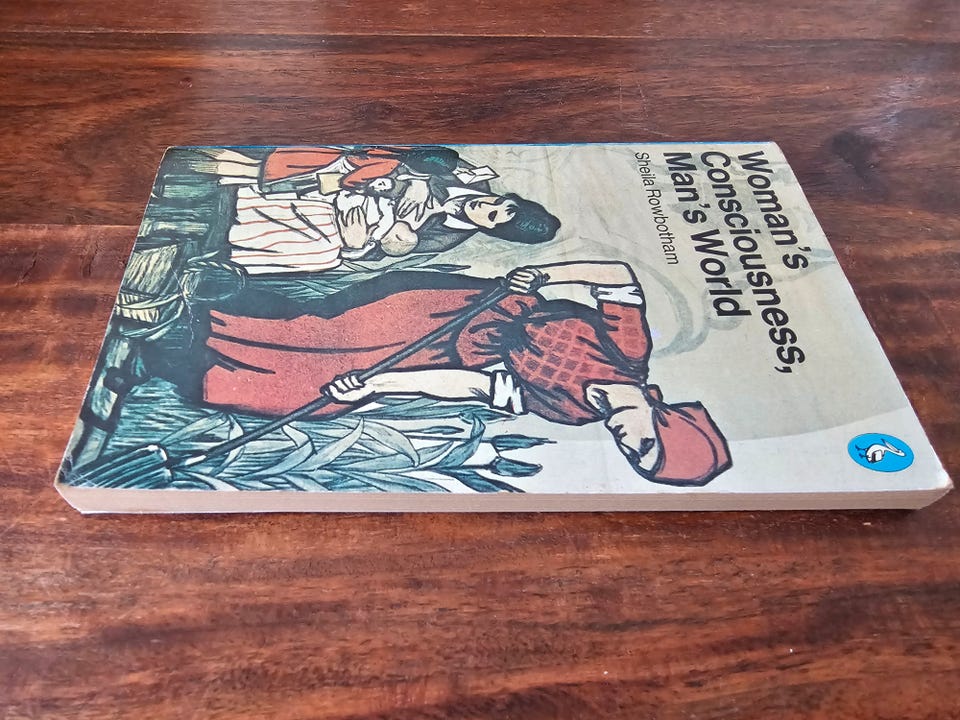 Woman's
Consciousness,
Man's World
Sheila Rowbotham